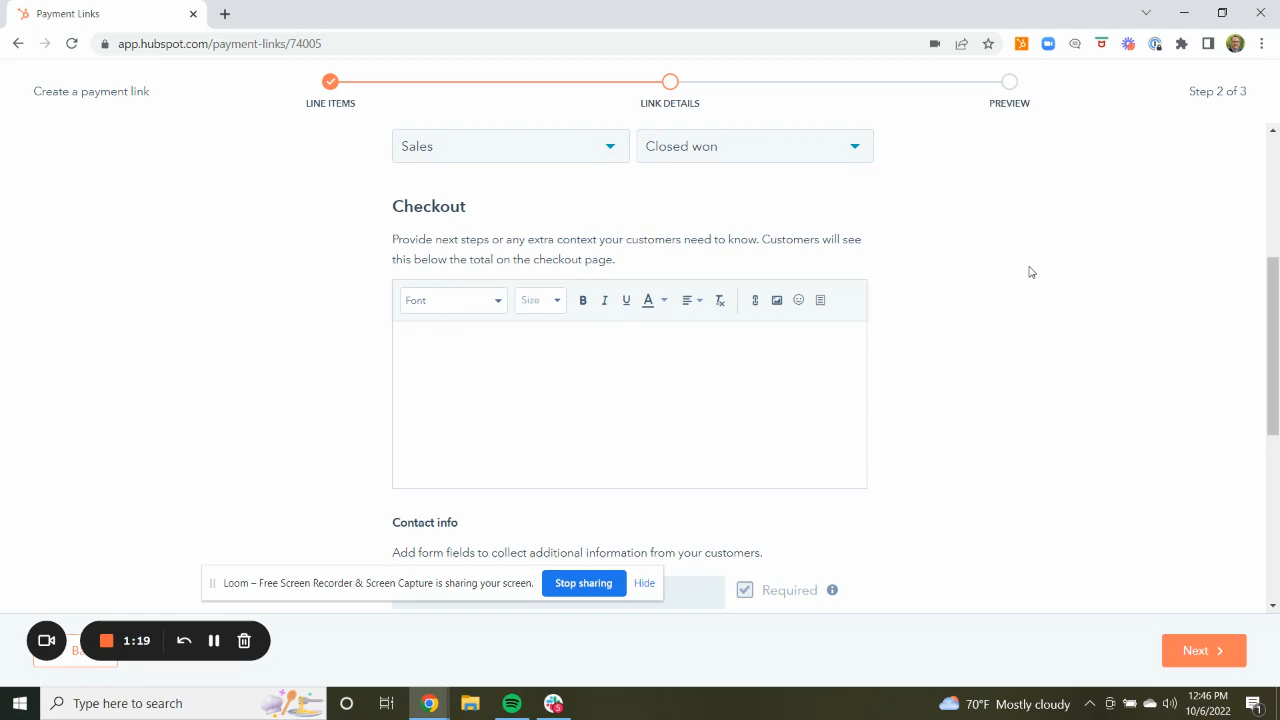 Payment Links
app.hubspot.com/payment-links/74005
Create a payment link
LINE ITEMS
LINK DETAILS
PREVIEW
Step 2 of 3
Sales
Closed won
Checkout
Provide next steps or any extra context your customers need to know. Customers will see
this below the total on the checkout page.
Font
Size
B I U A
Contact info
Add form fields to collect additional information from your customers.
Loom – Free Screen Recorder & Screen Capture is sharing your screen.
Stop sharing
Hide
Required
1:19
Next
Type here to search
70°F Mostly cloudy
12:46 PM
10/6/2022